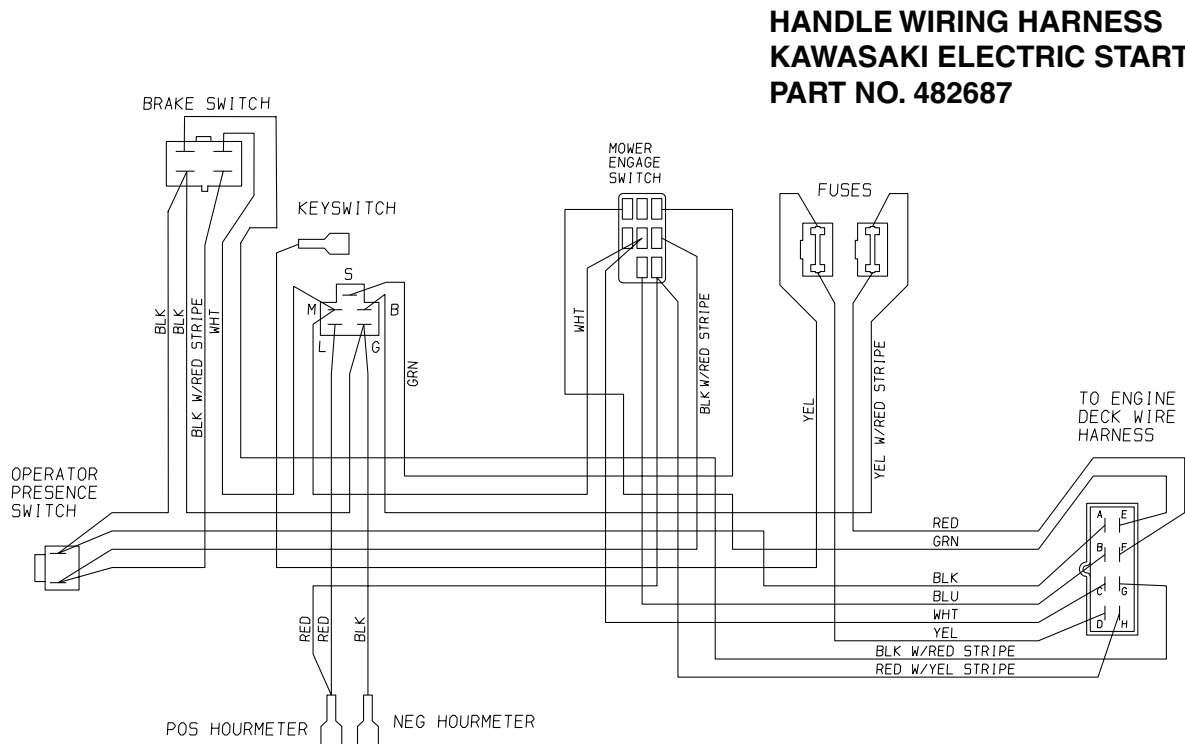 HANDLE WIRING HARNESS
KAWASAKI ELECTRIC START
PART NO. 482687
BRAKE SWITCH
MOWER
ENGAGE
SWITCH
FUSES
KEYSWITCH
S
M
B
L
G
BLK
BLK
BLK W/RED STRIPE
WHT
GRN
WHT
BLK W/RED STRIPE
YEL
YEL W/RED STRIPE
TO ENGINE
DECK WIRE
HARNESS
OPERATOR
PRESENCE
SWITCH
A E
B F
C G
D H
RED
GRN
BLK
BLU
WHT
YEL
BLK W/RED STRIPE
RED W/YEL STRIPE
RED
RED
BLK
POS HOURMETER
NEG HOURMETER